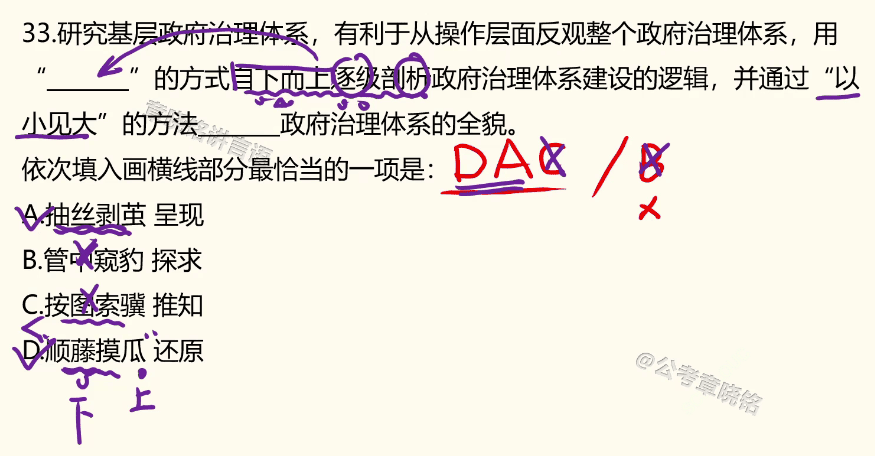 33.研究基层政府治理体系，有利于从操作层面反观整个政府治理体系，用
“______”的方式自下而上逐级剖析政府治理体系建设的逻辑，并通过“以
小见大”的方法______政府治理体系的全貌。
依次填入画横线部分最恰当的一项是：
DAC / B
A.抽丝剥茧 呈现
B.管中窥豹 探求
C.按图索骥 推知
D.顺藤摸瓜 还原
下 上
@公考章晓铭